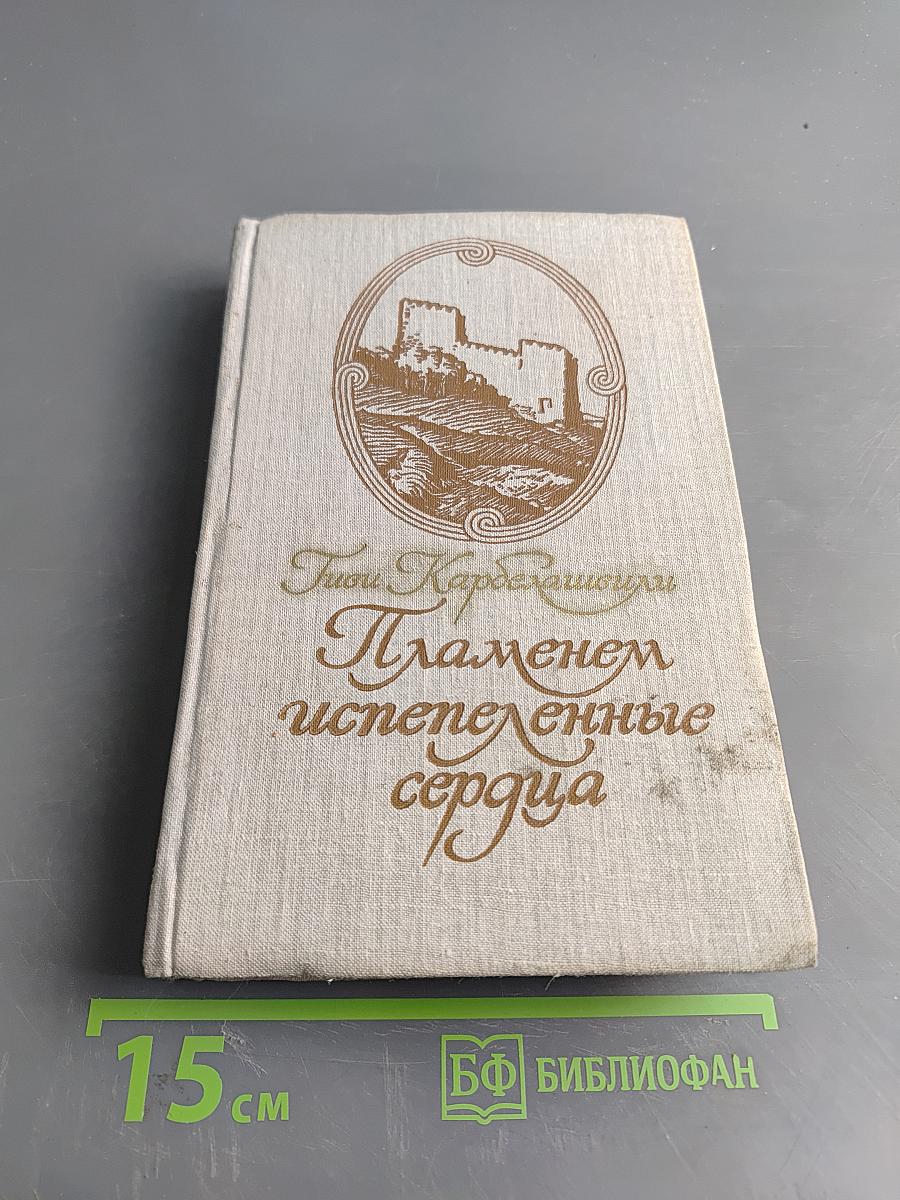 Гиви Карбелашвили
Пламенем
испепеленные
сердца
15 см
БФ БИБЛИОФАН